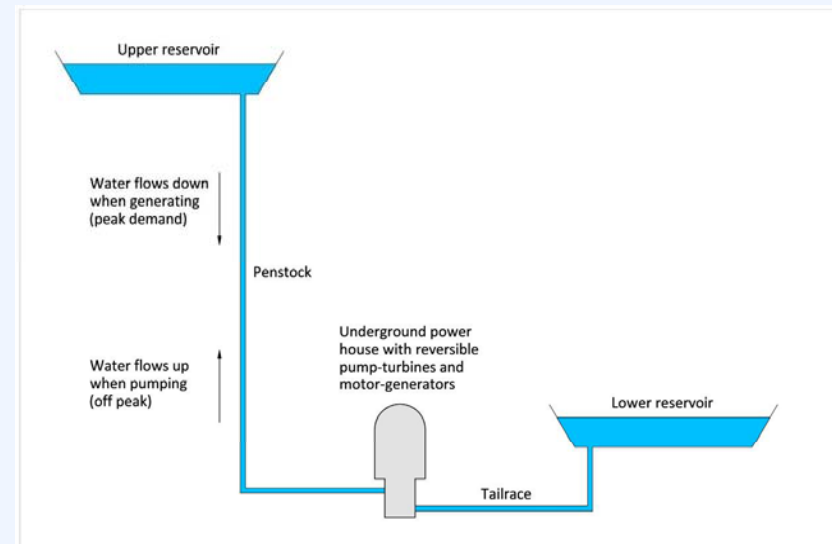 Upper reservoir
Water flows down
when generating
(peak demand)
Penstock
Underground power
house with reversible
pump-turbines and
motor-generators
Water flows up
when pumping
(off peak)
Lower reservoir
Tailrace